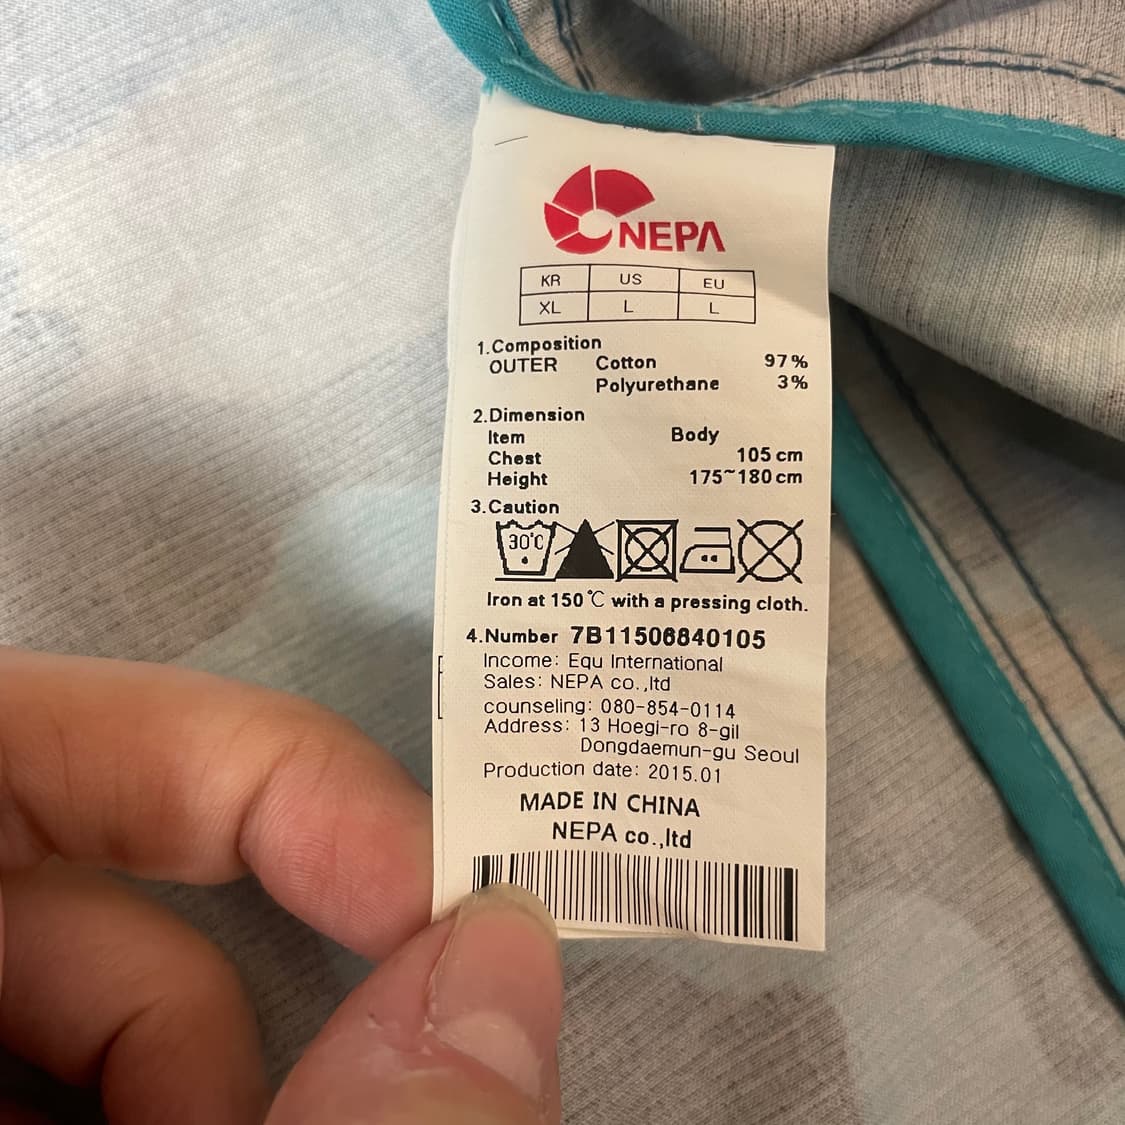 NEPA
KR US EU
XL L L
1.Composition
OUTER Cotton 97%
Polyurethane 3%
2.Dimension
Item Body
Chest 105 cm
Height 175~180 cm
3.Caution
30℃
Iron at 150℃ with a pressing cloth.
4.Number 7B11506840105
Income: Equ International
Sales: NEPA co.,ltd
counseling: 080-854-0114
Address: 13 Hoegi-ro 8-gil
Dongdaemun-gu Seoul
Production date: 2015.01
MADE IN CHINA
NEPA co.,ltd